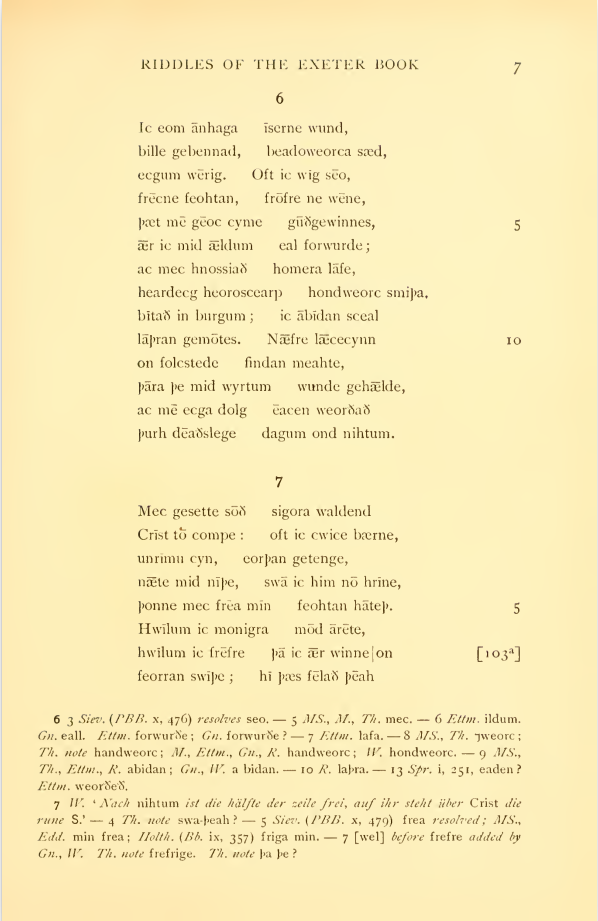 RIDDLES OF THE EXETER BOOK 7
6
Ic eom ānhaga īserne wund,
bille gebennad, beadoweorca sæd,
ecgum wērig. Oft ic wīg sēo,
frēcne feohtan, frōfre ne wēne,
þæt mē gēoc cyme gūðgewinnes, 5
ǣr ic mid ældum eal forwurde;
ac mec hnossiað homera lāfe,
heardecg heoroscearp hondweorc smiþa,
bītað in burgum; ic ābīdan sceal
lāþran gemōtes. Nǣfre lǣcecynn 10
on folcstede findan meahte,
þāra þe mid wyrtum wunde gehǣlde,
ac mē ecga dolg ēacen weorðað
þurh dēaðslege dagum ond nihtum.
7
Mec gesette sōð sigora waldend
Crīst tō compe: oft ic cwice bærne,
unrīmu cyn, eorþan getenge,
nǣte mid nīþe, swā ic him nō hrīne,
þonne mec frēa mīn feohtan hāteþ. 5
Hwīlum ic monigra mōd ārēte,
hwīlum ic frēfre þā ic ǣr winne|on [103ᵃ]
feorran swīþe; hī þæs fēlað þēah
6 3 Siev. (PBB. x, 476) resolves seo. — 5 MS., M., Th. mec. — 6 Ettm. ildum.
Gn. eall. Ettm. forwurðe; Gn. forwurðe? — 7 Ettm. lafa. — 8 MS., Th. ⁊weorc;
Th. note handweorc; M., Ettm., Gn., R. handweorc; W. hondweorc. — 9 MS.,
Th., Ettm., R. abidan; Gn., W. a bidan. — 10 R. laþra. — 13 Spr. i, 251, eaden?
Ettm. weorðeð.
7 W. ‘Nach nihtum ist die hälfte der zeile frei, auf ihr steht über Crist die
rune S.’ — 4 Th. note swa-þeah? — 5 Siev. (PBB. x, 479) frea resolved; MS.,
Edd. min frea; Holth. (Bb. ix, 357) friga min. — 7 [wel] before frefre added by
Gn., W. Th. note frefrige. Th. note þa þe?